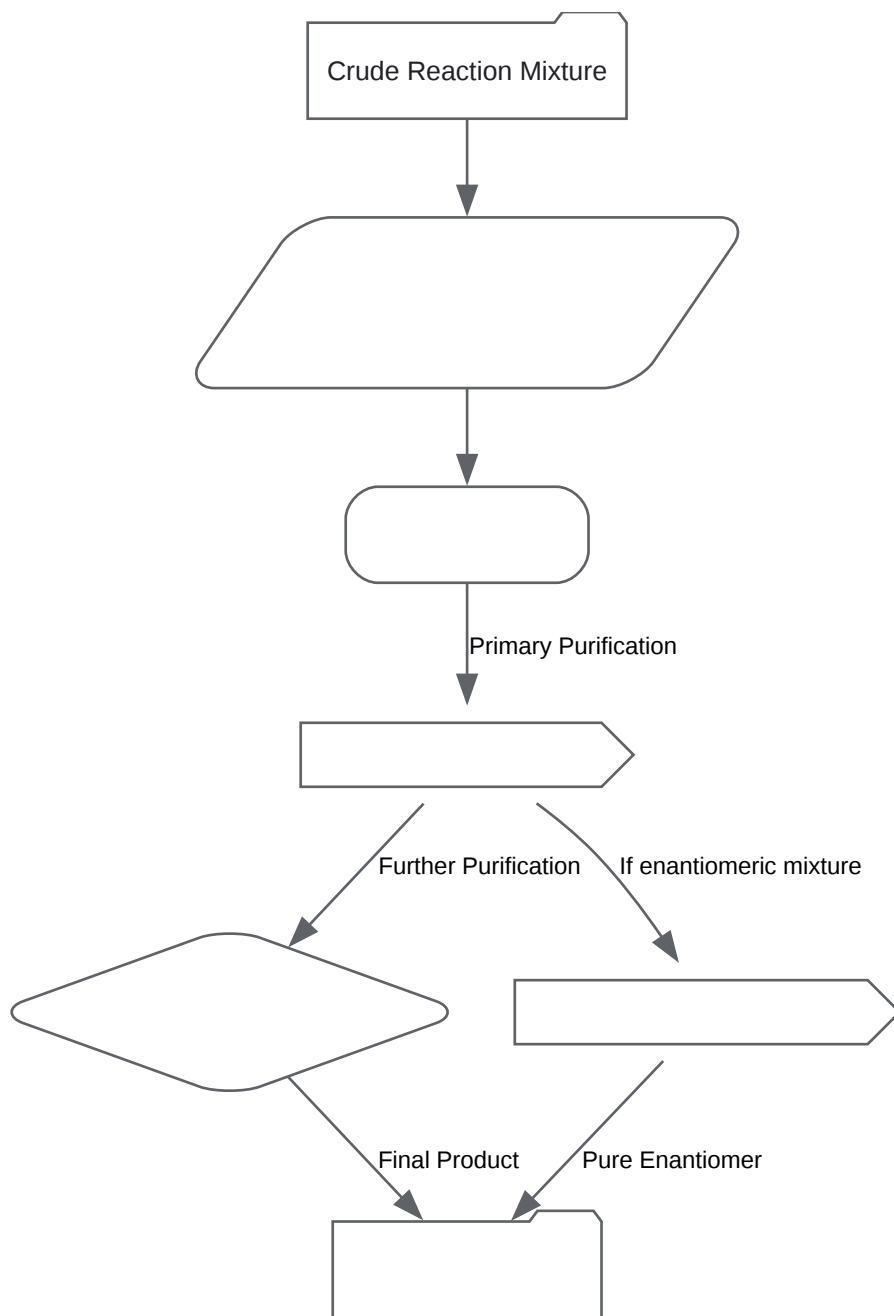 Crude Reaction Mixture
Primary Purification
Further Purification
If enantiomeric mixture
Final Product
Pure Enantiomer